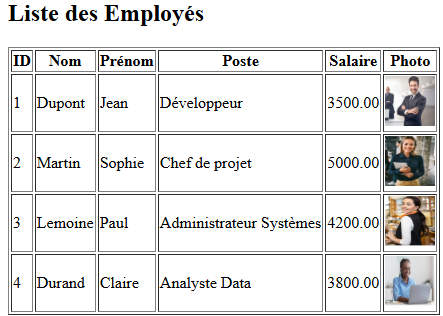 Liste des Employés
ID Nom Prénom Poste Salaire Photo
1 Dupont Jean Développeur 3500.00
2 Martin Sophie Chef de projet 5000.00
3 Lemoine Paul Administrateur Systèmes 4200.00
4 Durand Claire Analyste Data 3800.00